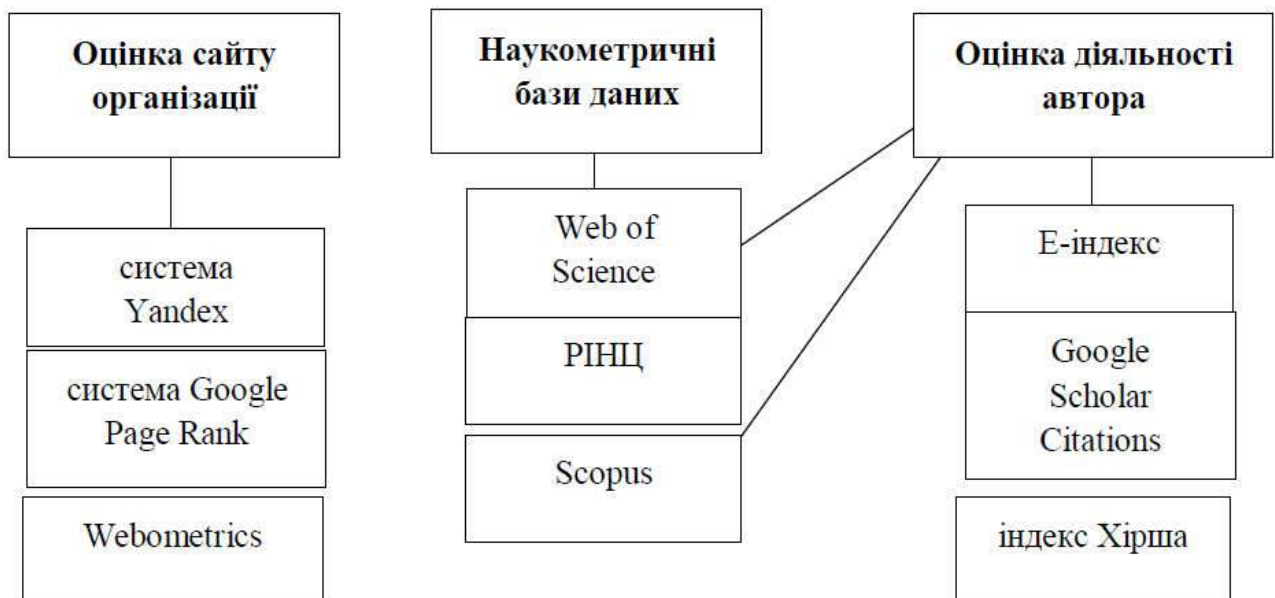 Оцінка сайту
організації
система
Yandex
система Google
Page Rank
Webometrics
Наукометричні
бази даних
Web of
Science
РІНЦ
Scopus
Оцінка діяльності
автора
Е-індекс
Google
Scholar
Citations
індекс Хірша